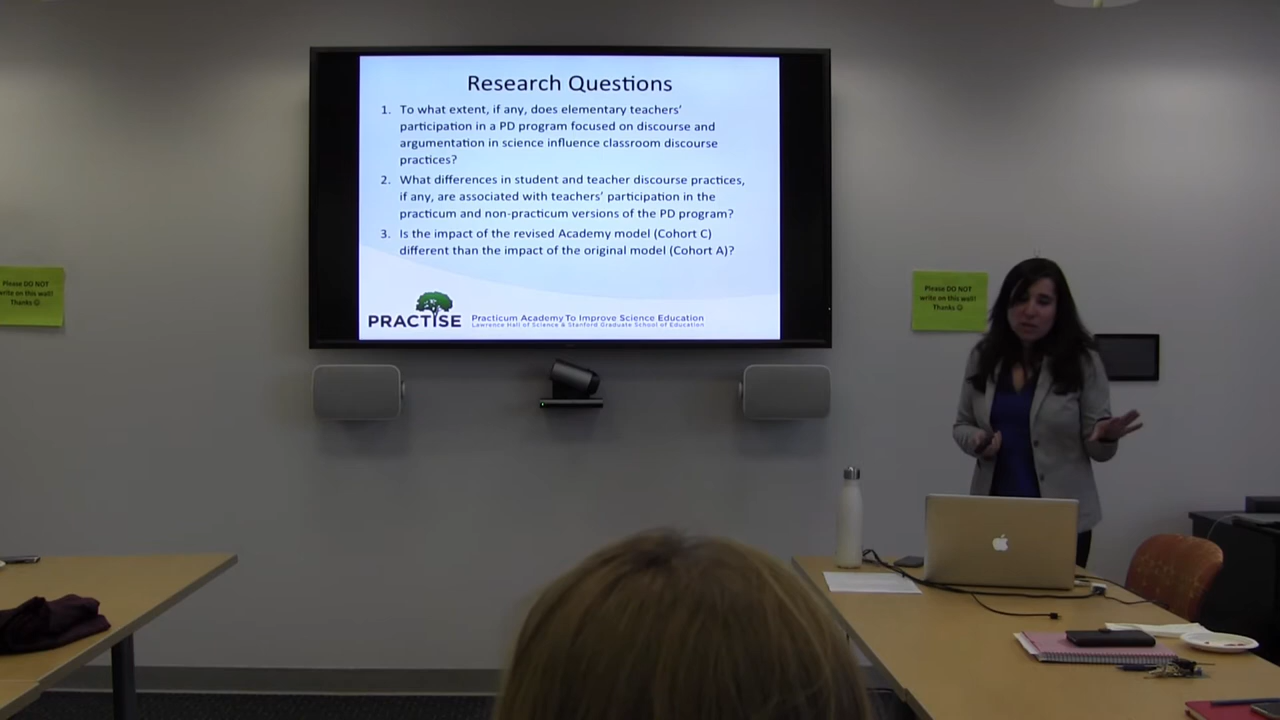 Research Questions
1. To what extent, if any, does elementary teachers'
participation in a PD program focused on discourse and
argumentation in science influence classroom discourse
practices?
2. What differences in student and teacher discourse practices,
if any, are associated with teachers' participation in the
practicum and non-practicum versions of the PD program?
3. Is the impact of the revised Academy model (Cohort C)
different than the impact of the original model (Cohort A)?
PRACTISE
Practicum Academy To Improve Science Education
Lawrence Hall of Science & Stanford Graduate School of Education
Please DO NOT
write on this wall!
Thanks ☺
Please DO NOT
write on this wall!
Thanks ☺